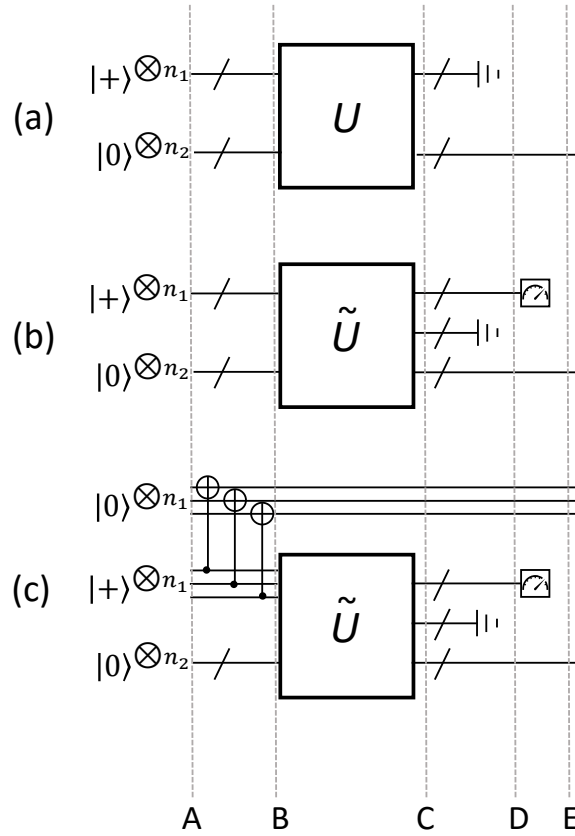 (a)
|+⟩⊗n₁
|0⟩⊗n₂
U
(b)
|+⟩⊗n₁
|0⟩⊗n₂
Ũ
(c)
|0⟩⊗n₁
|+⟩⊗n₁
|0⟩⊗n₂
Ũ
A B C D E